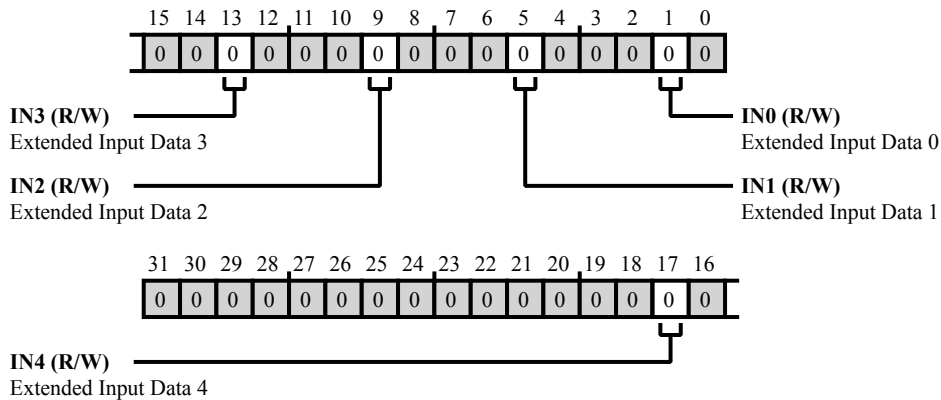 15 14 13 12 11 10 9 8 7 6 5 4 3 2 1 0
0 0 0 0 0 0 0 0 0 0 0 0 0 0 0 0
IN3 (R/W)
Extended Input Data 3
IN0 (R/W)
Extended Input Data 0
IN2 (R/W)
Extended Input Data 2
IN1 (R/W)
Extended Input Data 1
31 30 29 28 27 26 25 24 23 22 21 20 19 18 17 16
0 0 0 0 0 0 0 0 0 0 0 0 0 0 0 0
IN4 (R/W)
Extended Input Data 4